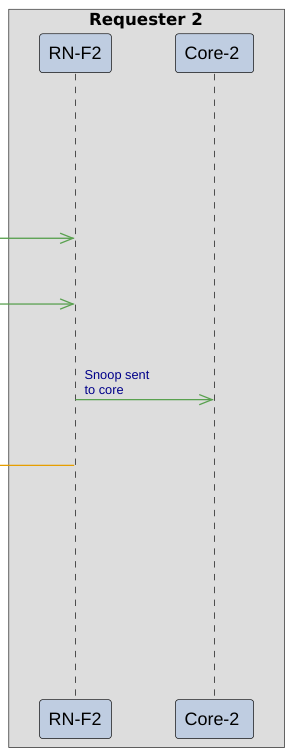 Requester 2
RN-F2
Core-2
Snoop sent
to core
RN-F2
Core-2